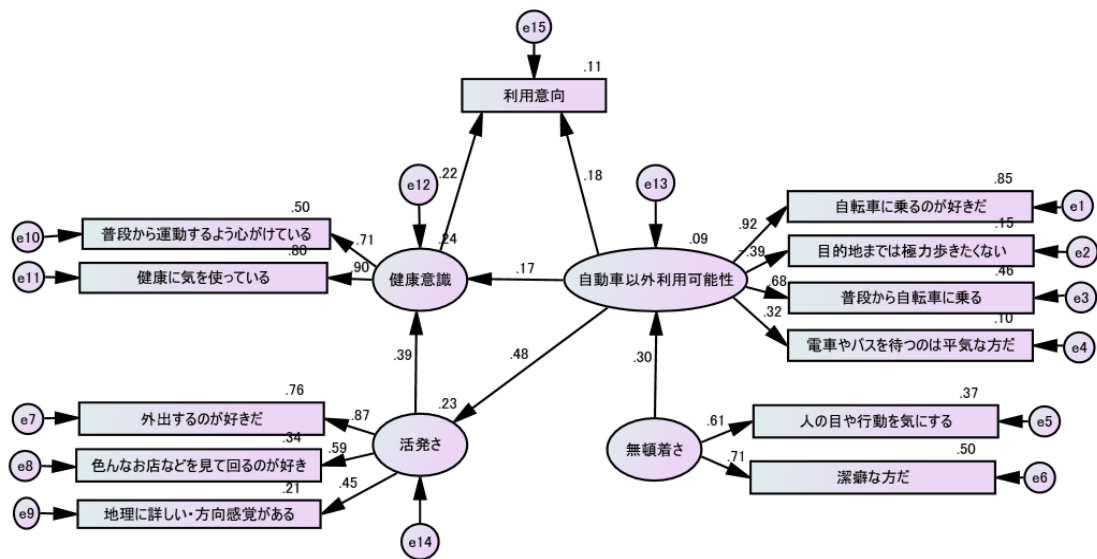 e15
.11
利用意向
.22
.18
e12
e13
.50
e10
普段から運動するよう心がけている
.71
.80
e11
健康に気を使っている
.90
.24
健康意識
.17
.09
自動車以外利用可能性
.85
自転車に乗るのが好きだ
e1
.92
.15
目的地までは極力歩きたくない
e2
-.39
.46
普段から自転車に乗る
e3
.68
.10
電車やバスを待つのは平気な方だ
e4
.32
.39
.48
.30
.76
e7
外出するのが好きだ
.87
.34
e8
色んなお店などを見て回るのが好き
.59
.21
e9
地理に詳しい・方向感覚がある
.45
.23
活発さ
e14
無頓着さ
.37
.61
人の目や行動を気にする
e5
.50
.71
潔癖な方だ
e6